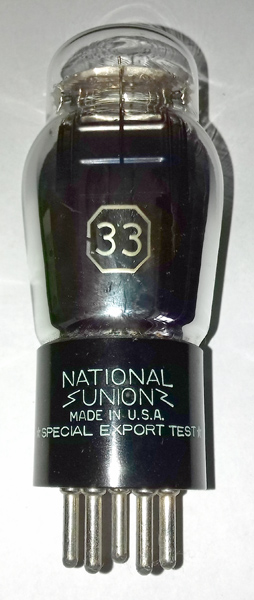 33
NATIONAL
UNION
MADE IN U.S.A.
★SPECIAL EXPORT TEST★